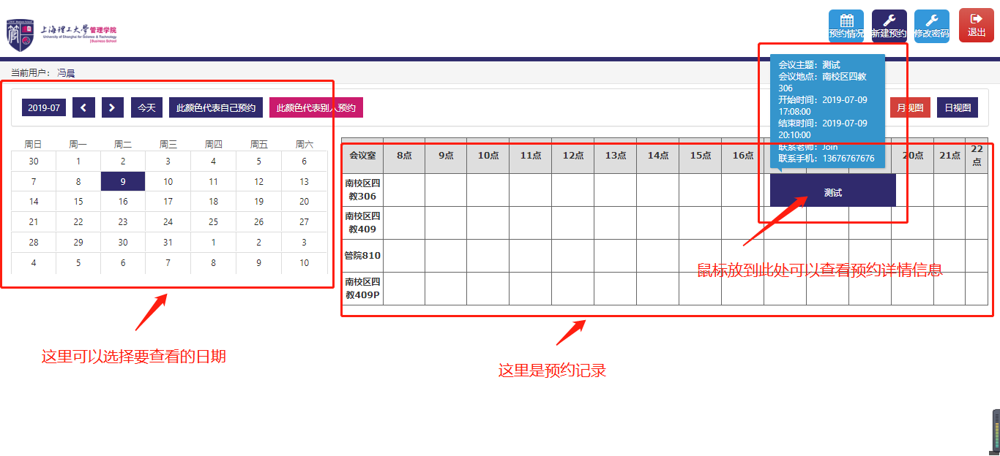 上海理工大学管理学院
University of Shanghai for Science & Technology
Business School
预约情况 新建预约 修改密码 退出
当前用户： 冯晨
会议主题：测试
会议地点：南校区四教
306
开始时间：2019-07-09
17:08:00
结束时间：2019-07-09
20:10:00
联系老师：Join
联系手机：13676767676
2019-07 今天 此颜色代表自己预约 此颜色代表别人预约 月视图 日视图
周日 周一 周二 周三 周四 周五 周六
30 1 2 3 4 5 6
7 8 9 10 11 12 13
14 15 16 17 18 19 20
21 22 23 24 25 26 27
28 29 30 31 1 2 3
4 5 6 7 8 9 10
会议室 8点 9点 10点 11点 12点 13点 14点 15点 16点 20点 21点 22
点
南校区四
教306
测试
南校区四
教409
管院810
南校区四
教409P
鼠标放到此处可以查看预约详情信息
这里可以选择要查看的日期
这里是预约记录